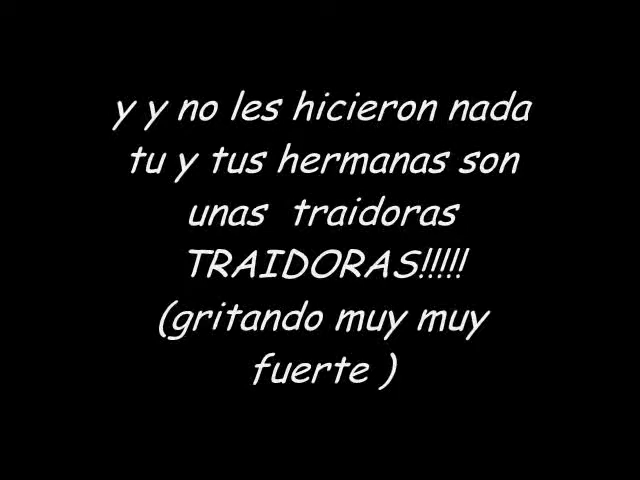 y y no les hicieron nada
tu y tus hermanas son
unas  traidoras
TRAIDORAS!!!!!
(gritando muy muy
fuerte )